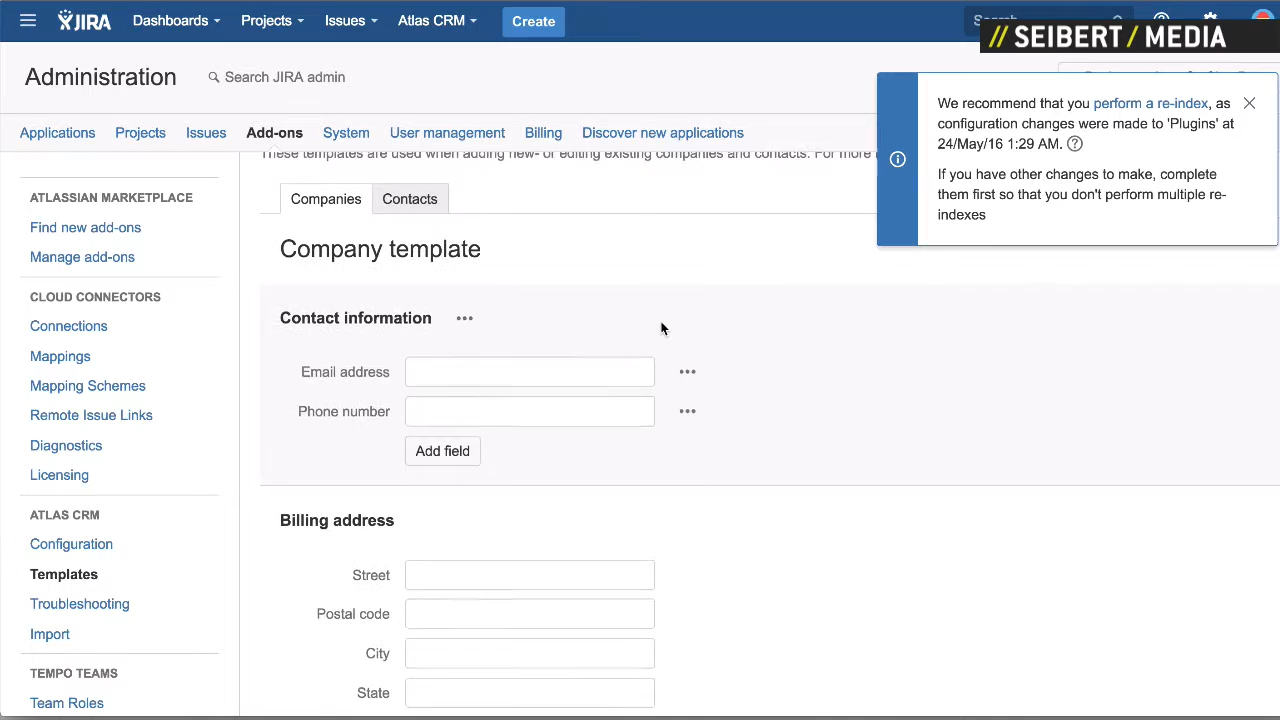 JIRA Dashboards Projects Issues Atlas CRM Create Search
// SEIBERT / MEDIA
Administration Search JIRA admin
Applications Projects Issues Add-ons System User management Billing Discover new applications
We recommend that you perform a re-index, as
configuration changes were made to 'Plugins' at
24/May/16 1:29 AM.
If you have other changes to make, complete
them first so that you don't perform multiple re-
indexes
These templates are used when adding new- or editing existing companies and contacts. For more
ATLASSIAN MARKETPLACE
Find new add-ons
Manage add-ons
CLOUD CONNECTORS
Connections
Mappings
Mapping Schemes
Remote Issue Links
Diagnostics
Licensing
ATLAS CRM
Configuration
Templates
Troubleshooting
Import
TEMPO TEAMS
Team Roles
Companies Contacts
Company template
Contact information
Email address
Phone number
Add field
Billing address
Street
Postal code
City
State